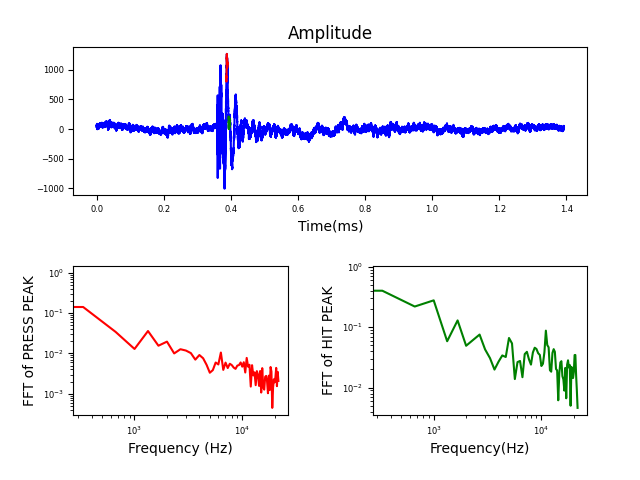 Amplitude
1000
500
0
−500
−1000
0.0 0.2 0.4 0.6 0.8 1.0 1.2 1.4
Time(ms)
FFT of PRESS PEAK
10⁰
10⁻¹
10⁻²
10⁻³
10³ 10⁴
Frequency (Hz)
FFT of HIT PEAK
10⁰
10⁻¹
10⁻²
10³ 10⁴
Frequency(Hz)